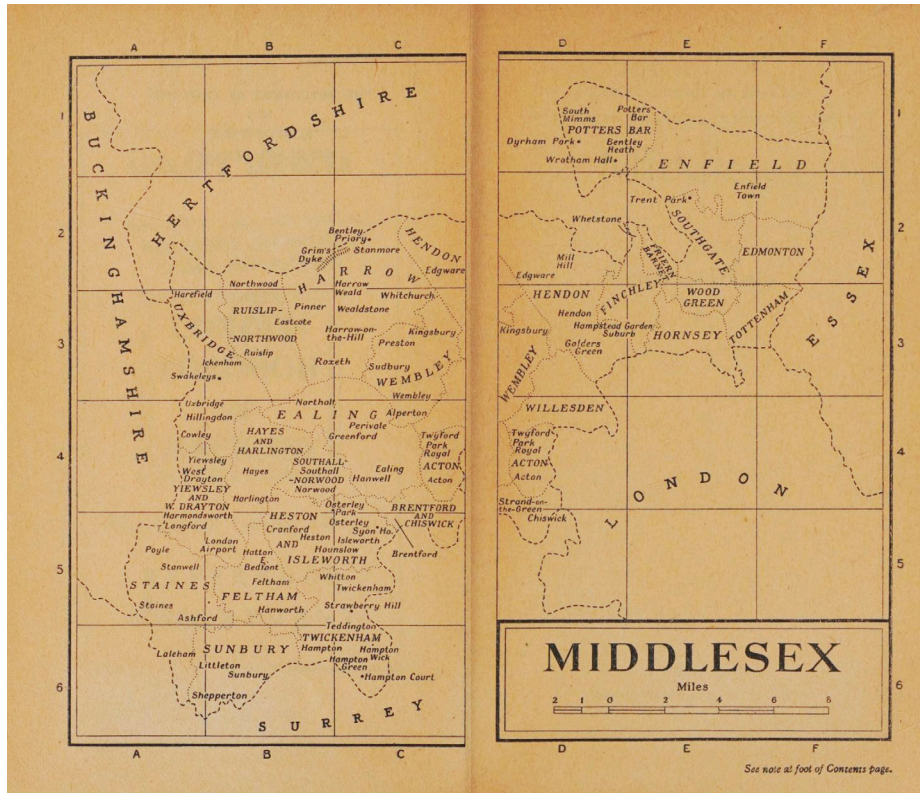 A B C
D E F
1
2
3
4
5
6
BUCKINGHAMSHIRE
HERTFORDSHIRE
Bentley
Priory
Grim's
Dyke
Stanmore
HENDON
Edgware
HARROW
Harefield
Northwood
Harrow
Weald
Pinner
Whitchurch
UXBRIDGE
RUISLIP-
NORTHWOOD
Eastcote
Wealdstone
Harrow-on-
the-Hill
Kingsbury
Preston
Ruislip
Ickenham
Roxeth
Sudbury
WEMBLEY
Swakeleys
Wembley
Uxbridge
Northolt
Hillingdon
EALING
Alperton
Perivale
Cowley
HAYES
AND
HARLINGTON
Greenford
Twyford
Park
Royal
Yiewsley
West
Drayton
Hayes
SOUTHALL-
Southall
-NORWOOD
Norwood
Ealing
Hanwell
ACTON
Acton
YIEWSLEY
AND
W. DRAYTON
Harlington
Osterley
Park
BRENTFORD
AND
CHISWICK
Harmondsworth
Longford
HESTON
Cranford
Osterley
Syon Ho.
AND
Heston
Isleworth
Poyle
London
Airport
Hatton
Hounslow
ISLEWORTH
Brentford
Stanwell
E.
Bedfont
Whitton
STAINES
Feltham
FELTHAM
Twickenham
Staines
Hanworth
Strawberry Hill
Ashford
Teddington
TWICKENHAM
Laleham
SUNBURY
Hampton
Hampton
Wick
Littleton
Hampton
Green
Sunbury
Hampton Court
Shepperton
SURREY
South
Mimms
Potters
Bar
POTTERS BAR
Dyrham Park
Bentley
Heath
Wrotham Hall
ENFIELD
Enfield
Town
Trent Park
Whetstone
SOUTHGATE
Mill
Hill
FRIERN
BARNET
EDMONTON
ESSEX
Edgware
HENDON
FINCHLEY
WOOD
GREEN
Hendon
Kingsbury
Hampstead Garden
Suburb
HORNSEY
TOTTENHAM
Golders
Green
WEMBLEY
WILLESDEN
Twyford
Park
Royal
ACTON
Acton
LONDON
Strand-on-
the-Green
Chiswick
1
2
3
4
5
6
MIDDLESEX
Miles
2 1 0 2 4 6 8
A B C
D E F
See note at foot of Contents page.